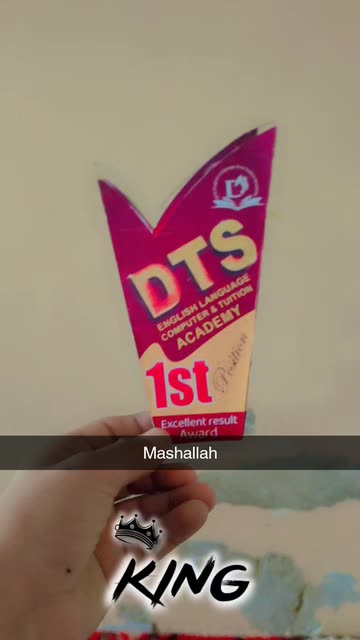 DTS
ENGLISH LANGUAGE
COMPUTER & TUITION
ACADEMY
1st Position
Excellent result
Award
Mashallah
KING